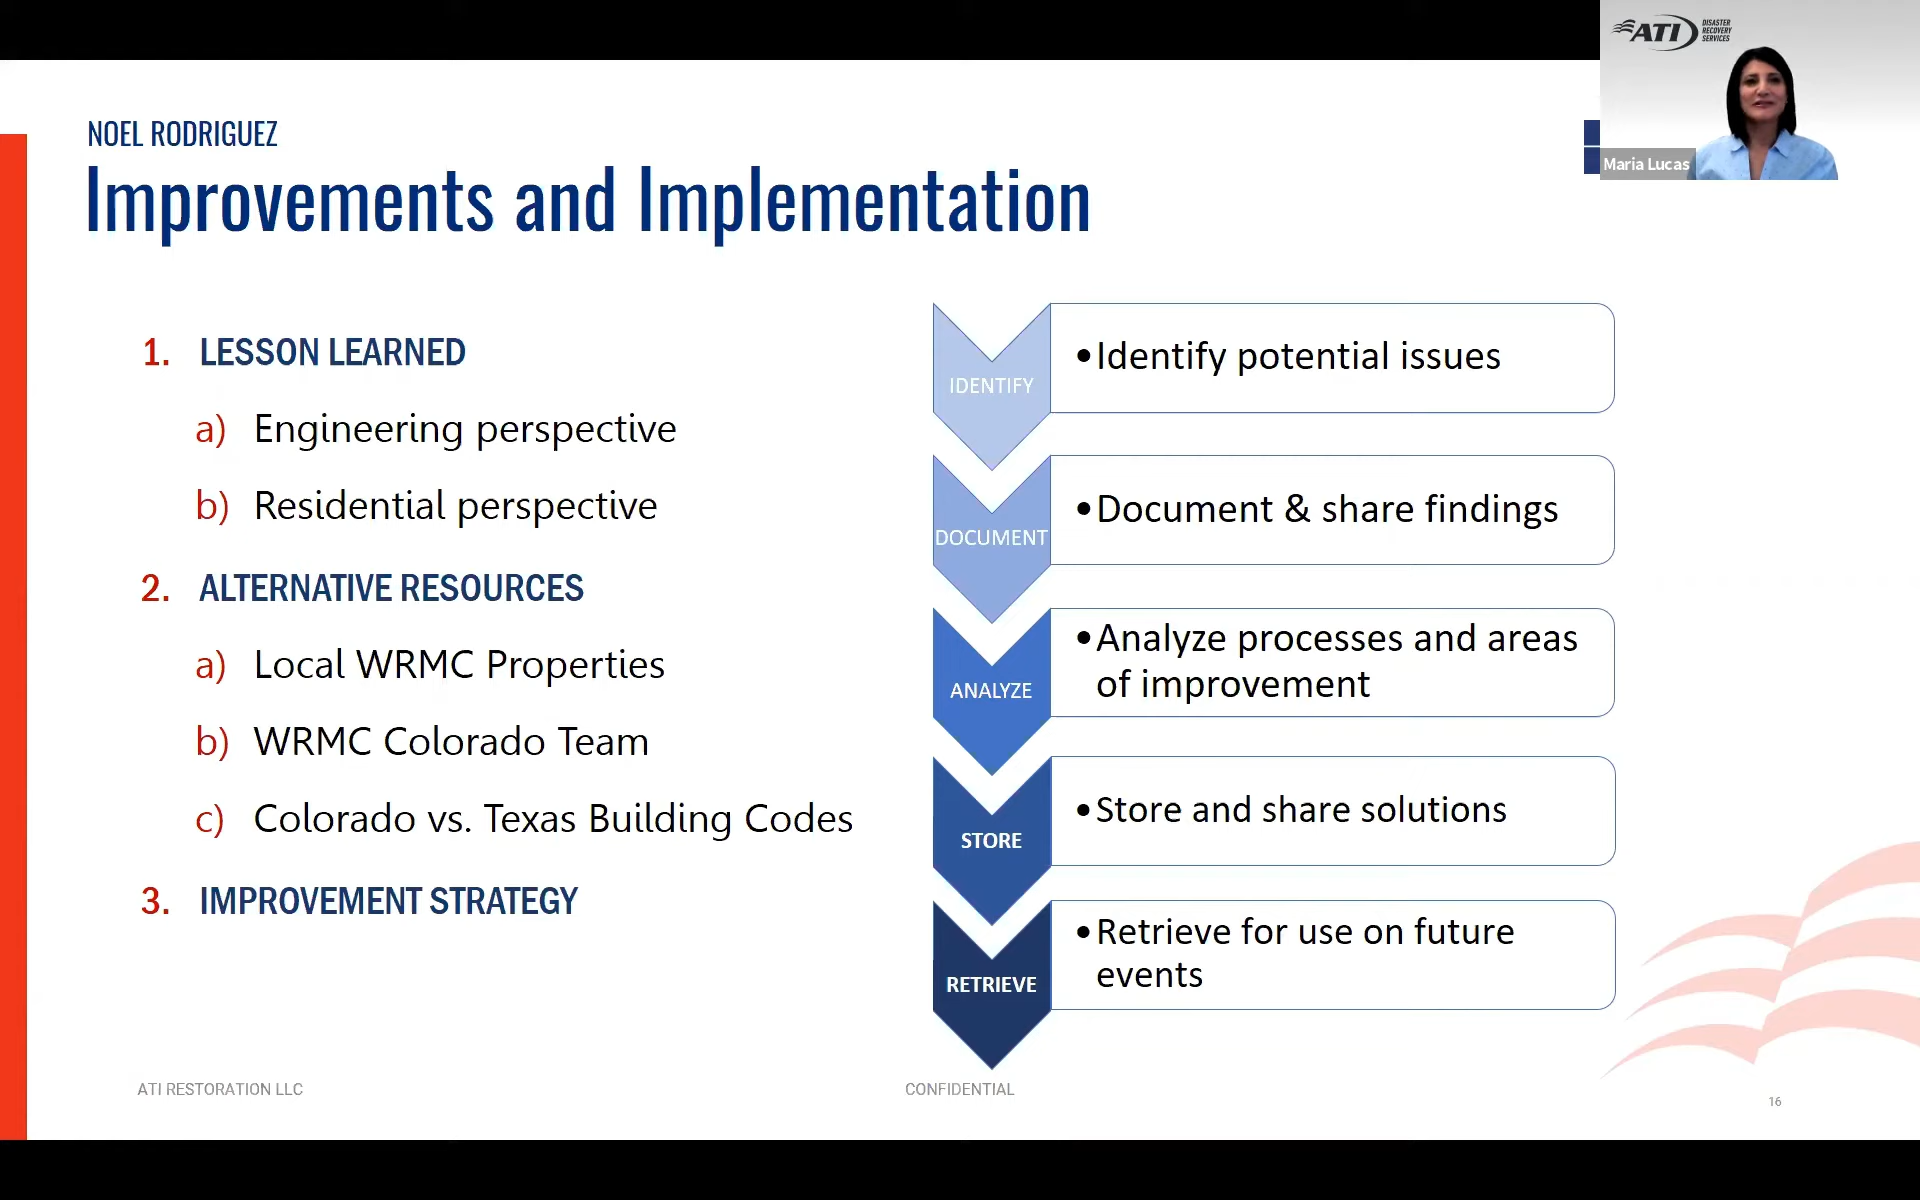 ATI DISASTER
RECOVERY
SERVICES
Maria Lucas
NOEL RODRIGUEZ
Improvements and Implementation
1. LESSON LEARNED
a) Engineering perspective
b) Residential perspective
2. ALTERNATIVE RESOURCES
a) Local WRMC Properties
b) WRMC Colorado Team
c) Colorado vs. Texas Building Codes
3. IMPROVEMENT STRATEGY
IDENTIFY
•Identify potential issues
DOCUMENT
•Document & share findings
ANALYZE
•Analyze processes and areas
of improvement
STORE
•Store and share solutions
RETRIEVE
•Retrieve for use on future
events
ATI RESTORATION LLC
CONFIDENTIAL
16